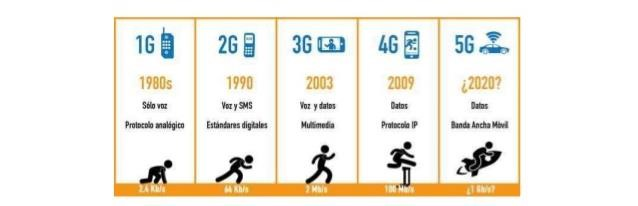 1G
1980s
Sólo voz
Protocolo analógico
2.4 Kb/s
2G
1990
Voz y SMS
Estándares digitales
64 Kb/s
3G
2003
Voz y datos
Multimedia
2 Mb/s
4G
2009
Datos
Protocolo IP
100 Mb/s
5G
¿2020?
Datos
Banda Ancha Móvil
¿1 Gb/s?